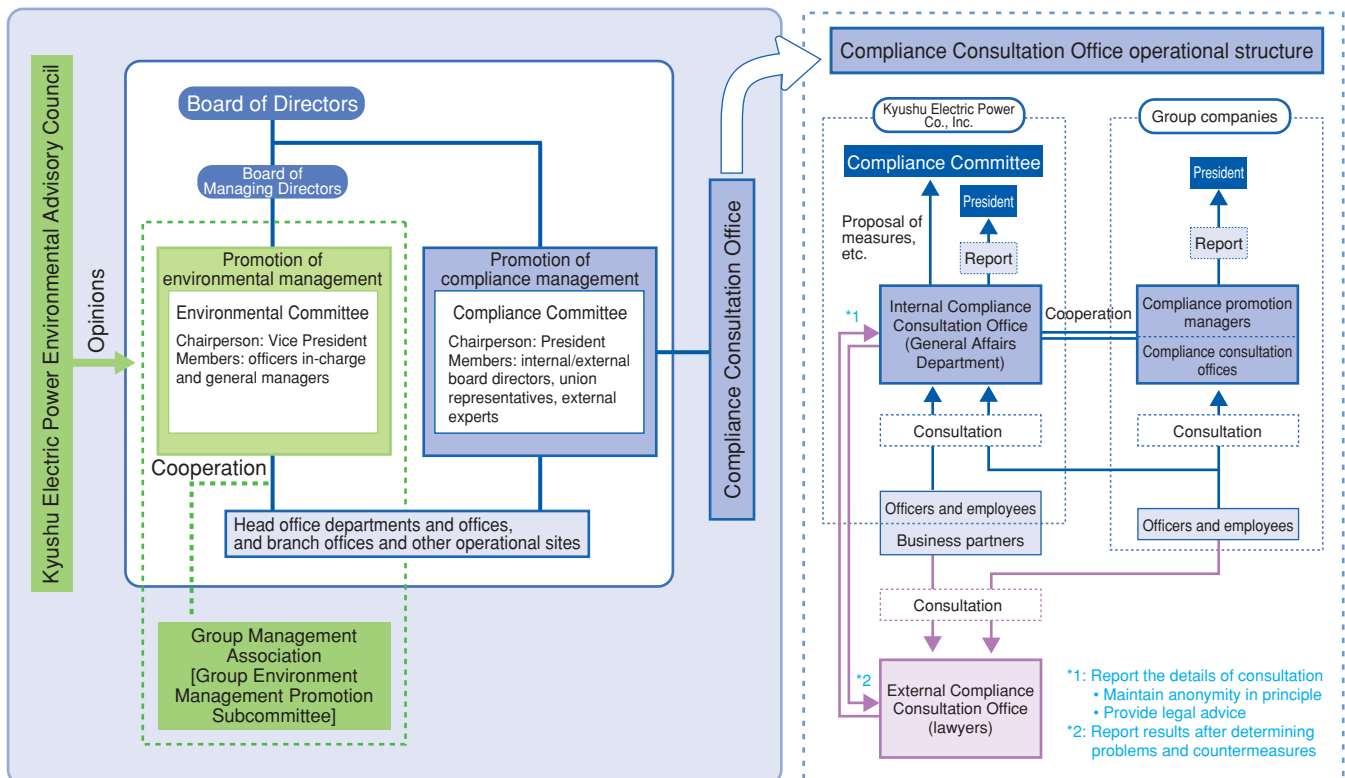 Kyushu Electric Power Environmental Advisory Council
Opinions
Board of Directors
Board of
Managing Directors
Promotion of
environmental management
Environmental Committee
Chairperson: Vice President
Members: officers in-charge
and general managers
Promotion of
compliance management
Compliance Committee
Chairperson: President
Members: internal/external
board directors, union
representatives, external
experts
Cooperation
Head office departments and offices,
and branch offices and other operational sites
Group Management
Association
[Group Environment
Management Promotion
Subcommittee]
Compliance Consultation Office
Compliance Consultation Office operational structure
Kyushu Electric Power
Co., Inc.
Compliance Committee
President
Proposal of
measures,
etc.
Report
*1
Internal Compliance
Consultation Office
(General Affairs
Department)
Cooperation
Consultation
Officers and employees
Business partners
Group companies
President
Report
Compliance promotion
managers
Compliance consultation
offices
Consultation
Officers and employees
Consultation
*2
External Compliance
Consultation Office
(lawyers)
*1: Report the details of consultation
• Maintain anonymity in principle
• Provide legal advice
*2: Report results after determining
problems and countermeasures